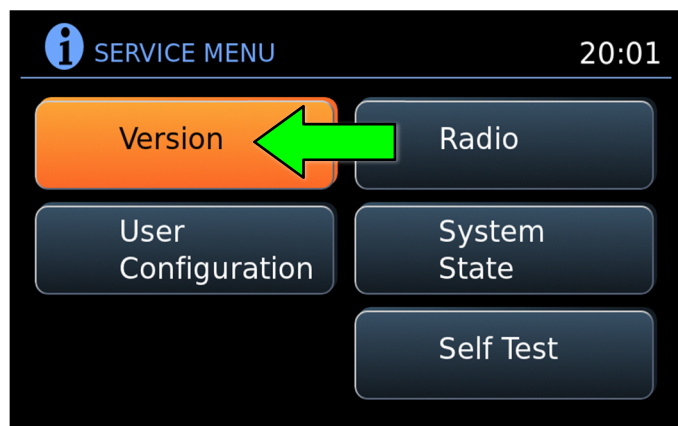 SERVICE MENU
20:01
Version
Radio
User
Configuration
System
State
Self Test